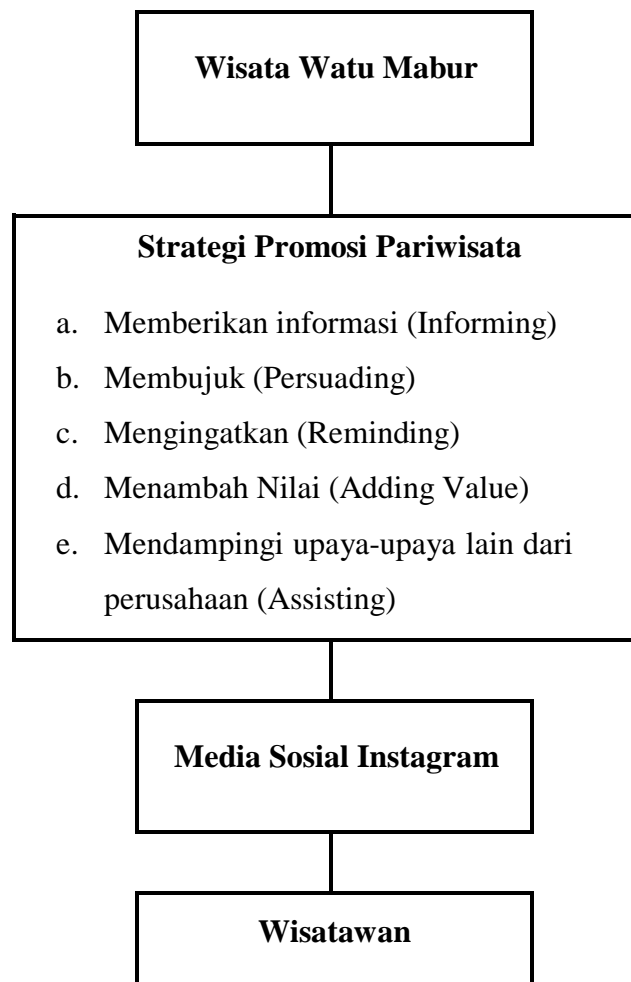 Wisata Watu Mabur
Strategi Promosi Pariwisata
a. Memberikan informasi (Informing)
b. Membujuk (Persuading)
c. Mengingatkan (Reminding)
d. Menambah Nilai (Adding Value)
e. Mendampingi upaya-upaya lain dari
perusahaan (Assisting)
Media Sosial Instagram
Wisatawan